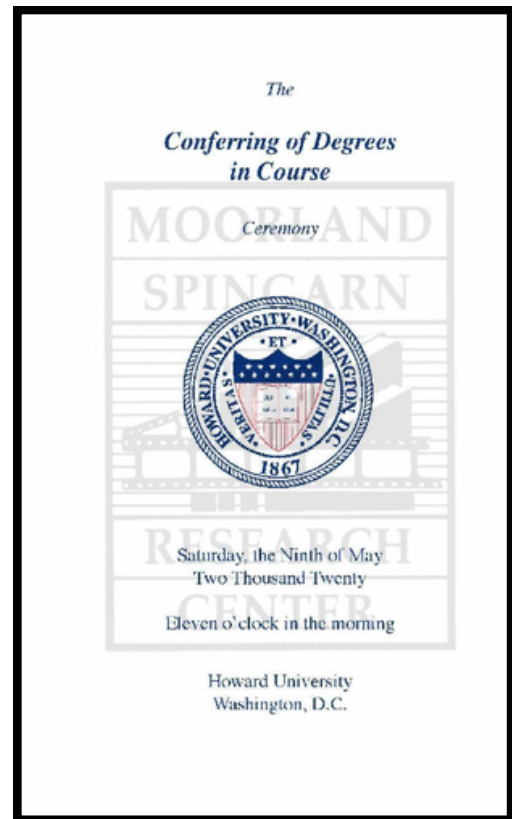 The
Conferring of Degrees
in Course
Ceremony
MOORLAND
SPINGARN
HOWARD·UNIVERSITY·WASHINGTON, D.C.
·ET·
·VERITAS
UTILITAS·
1867
RESEARCH
Saturday, the Ninth of May
Two Thousand Twenty
CENTER
Eleven o'clock in the morning
Howard University
Washington, D.C.